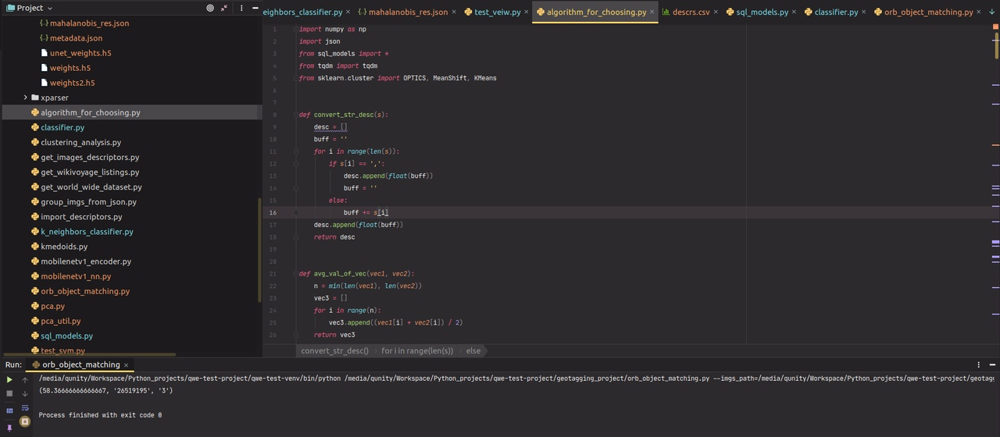 Project
mahalanobis_res.json
metadata.json
unet_weights.h5
weights.h5
weights2.h5
xparser
algorithm_for_choosing.py
classifier.py
clustering_analysis.py
get_images_descriptors.py
get_wikivoyage_listings.py
get_world_wide_dataset.py
group_imgs_from_json.py
import_descriptors.py
k_neighbors_classifier.py
kmedoids.py
mobilenetv1_encoder.py
mobilenetv1_nn.py
orb_object_matching.py
pca.py
pca_util.py
sql_models.py
test_svm.py
eighbors_classifier.py mahalanobis_res.json test_veiw.py algorithm_for_choosing.py descrs.csv sql_models.py classifier.py orb_object_matching.py
1 import numpy as np
2 import json
3 from sql_models import *
4 from tqdm import tqdm
5 from sklearn.cluster import OPTICS, MeanShift, KMeans
6
7
8 def convert_str_desc(s):
9 desc = []
10 buff = ''
11 for i in range(len(s)):
12 if s[i] == ',':
13 desc.append(float(buff))
14 buff = ''
15 else:
16 buff += s[i]
17 desc.append(float(buff))
18 return desc
19
20
21 def avg_val_of_vec(vec1, vec2):
22 n = min(len(vec1), len(vec2))
23 vec3 = []
24 for i in range(n):
25 vec3.append((vec1[i] + vec2[i]) / 2)
26 return vec3
convert_str_desc() for i in range(len(s)) else
Run: orb_object_matching
/media/qunity/Workspace/Python_projects/qwe-test-project/qwe-test-venv/bin/python /media/qunity/Workspace/Python_projects/qwe-test-project/geotagging_project/orb_object_matching.py --imgs_path=/media/qunity/Workspace/Python_projects/qwe-test-project/geotagg
(58.36666666666667, '26519195', '3')
Process finished with exit code 0